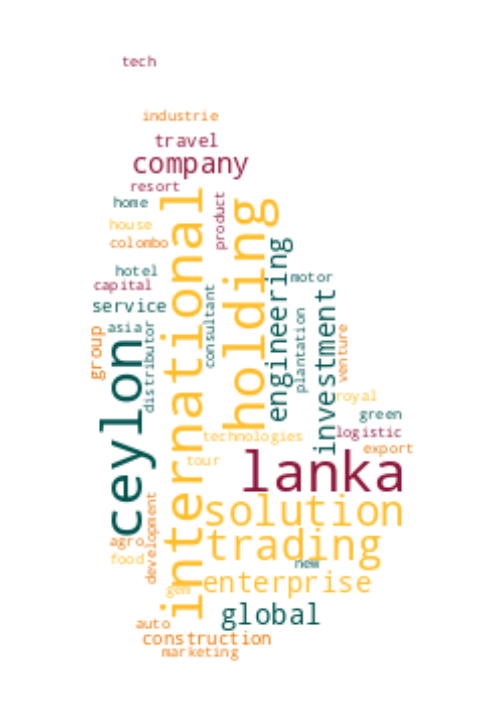 tech
industrie
travel
company
resort
home
product
international
holding
house
colombo
engineering
hotel
motor
capital
consultant
investment
service
plantation
asia
distributor
group
venture
ceylon
royal
green
technologies
logistic
export
tour
lanka
development
solution
trading
agro
food
new
gem
enterprise
global
auto
construction
marketing